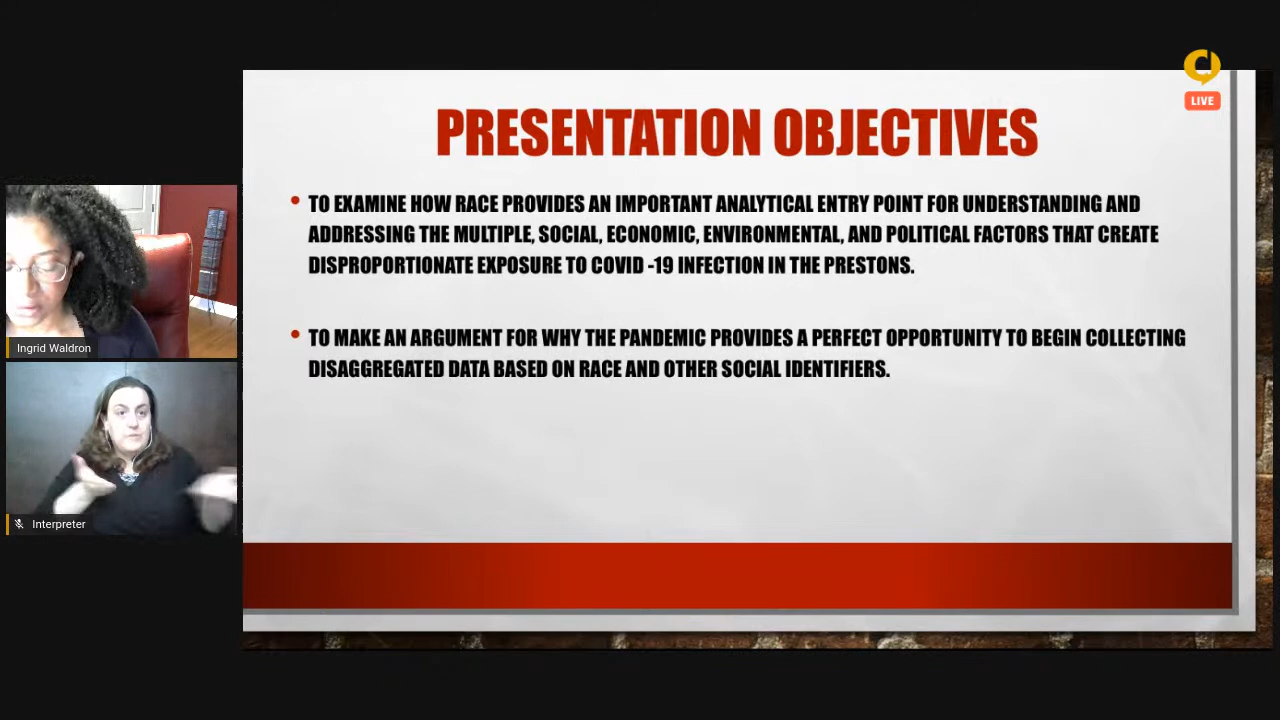 PRESENTATION OBJECTIVES
LIVE
• TO EXAMINE HOW RACE PROVIDES AN IMPORTANT ANALYTICAL ENTRY POINT FOR UNDERSTANDING AND
ADDRESSING THE MULTIPLE, SOCIAL, ECONOMIC, ENVIRONMENTAL, AND POLITICAL FACTORS THAT CREATE
DISPROPORTIONATE EXPOSURE TO COVID -19 INFECTION IN THE PRESTONS.
• TO MAKE AN ARGUMENT FOR WHY THE PANDEMIC PROVIDES A PERFECT OPPORTUNITY TO BEGIN COLLECTING
DISAGGREGATED DATA BASED ON RACE AND OTHER SOCIAL IDENTIFIERS.
Ingrid Waldron
Interpreter